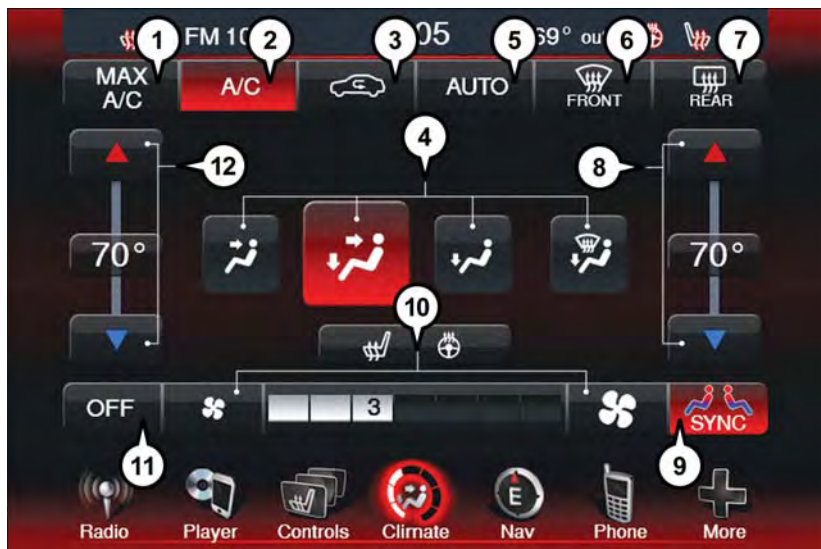 FM 10
05
69° out
1
2
3
5
6
7
MAX
A/C
A/C
AUTO
FRONT
REAR
4
12
8
70°
70°
10
OFF
3
SYNC
11
9
E
Radio
Player
Controls
Climate
Nav
Phone
More